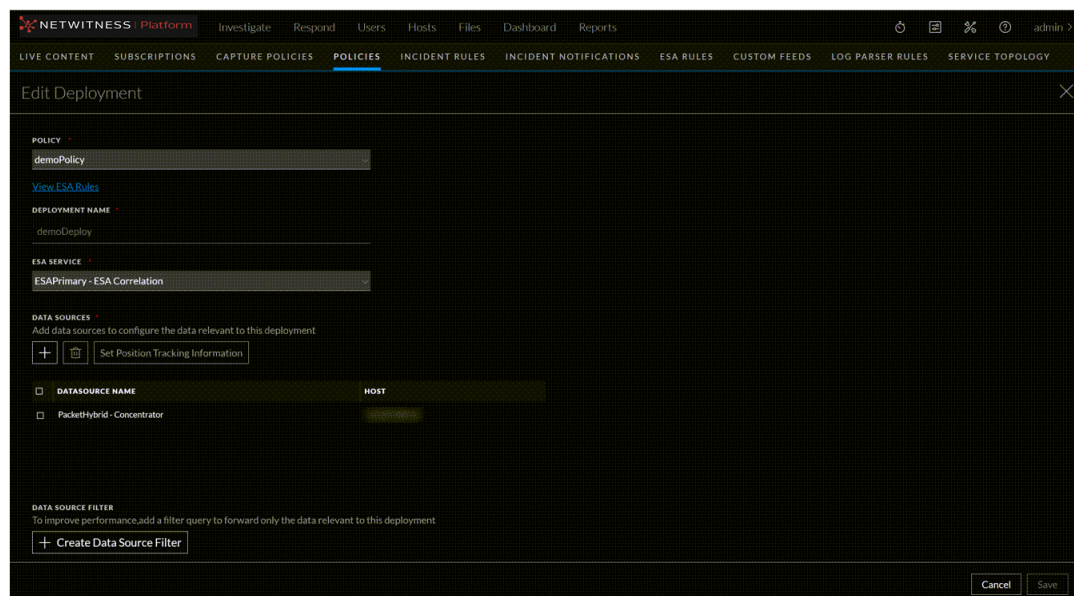 NETWITNESS Platform Investigate Respond Users Hosts Files Dashboard Reports admin >
LIVE CONTENT SUBSCRIPTIONS CAPTURE POLICIES POLICIES INCIDENT RULES INCIDENT NOTIFICATIONS ESA RULES CUSTOM FEEDS LOG PARSER RULES SERVICE TOPOLOGY
Edit Deployment
POLICY *
demoPolicy
View ESA Rules
DEPLOYMENT NAME *
demoDeploy
ESA SERVICE *
ESAPrimary - ESA Correlation
DATA SOURCES *
Add data sources to configure the data relevant to this deployment
Set Position Tracking Information
DATASOURCE NAME HOST
PacketHybrid - Concentrator
DATA SOURCE FILTER
To improve performance,add a filter query to forward only the data relevant to this deployment
+ Create Data Source Filter
Cancel Save